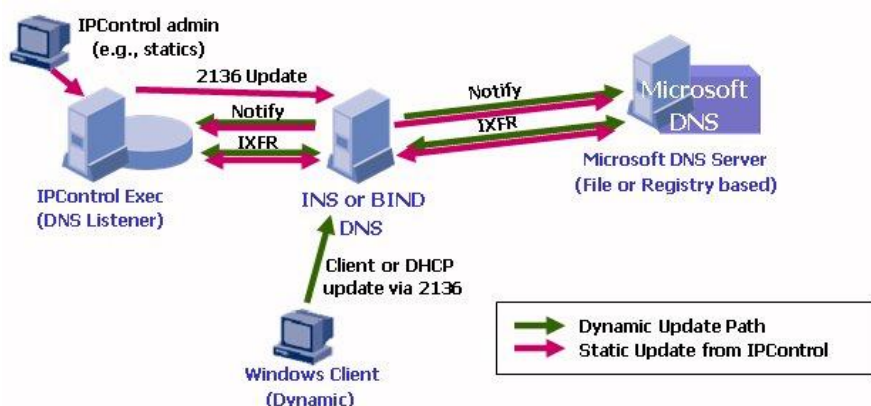 IPControl admin
(e.g., statics)
2136 Update
Notify
IXFR
IPControl Exec
(DNS Listener)
INS or BIND
DNS
Notify
IXFR
Microsoft
DNS
Microsoft DNS Server
(File or Registry based)
Client or DHCP
update via 2136
Windows Client
(Dynamic)
Dynamic Update Path
Static Update from IPControl